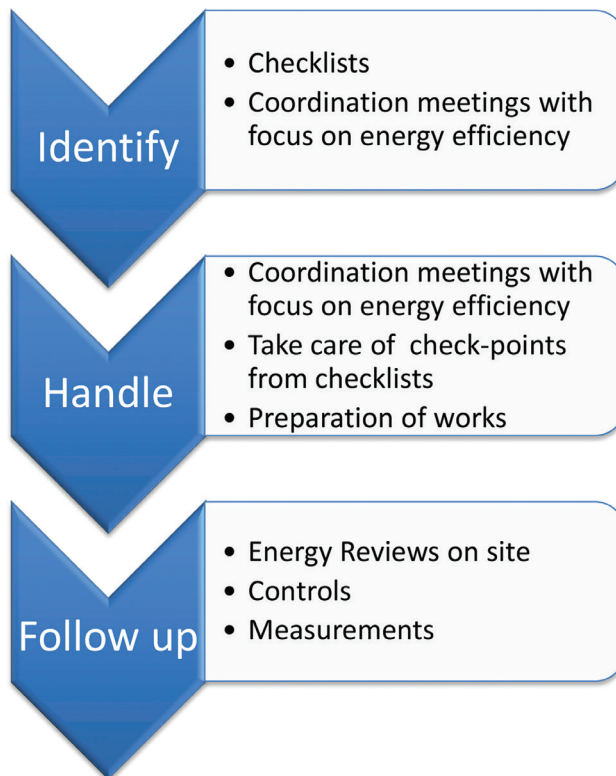 Identify
• Checklists
• Coordination meetings with
focus on energy efficiency
Handle
• Coordination meetings with
focus on energy efficiency
• Take care of  check-points
from checklists
• Preparation of works
Follow up
• Energy Reviews on site
• Controls
• Measurements